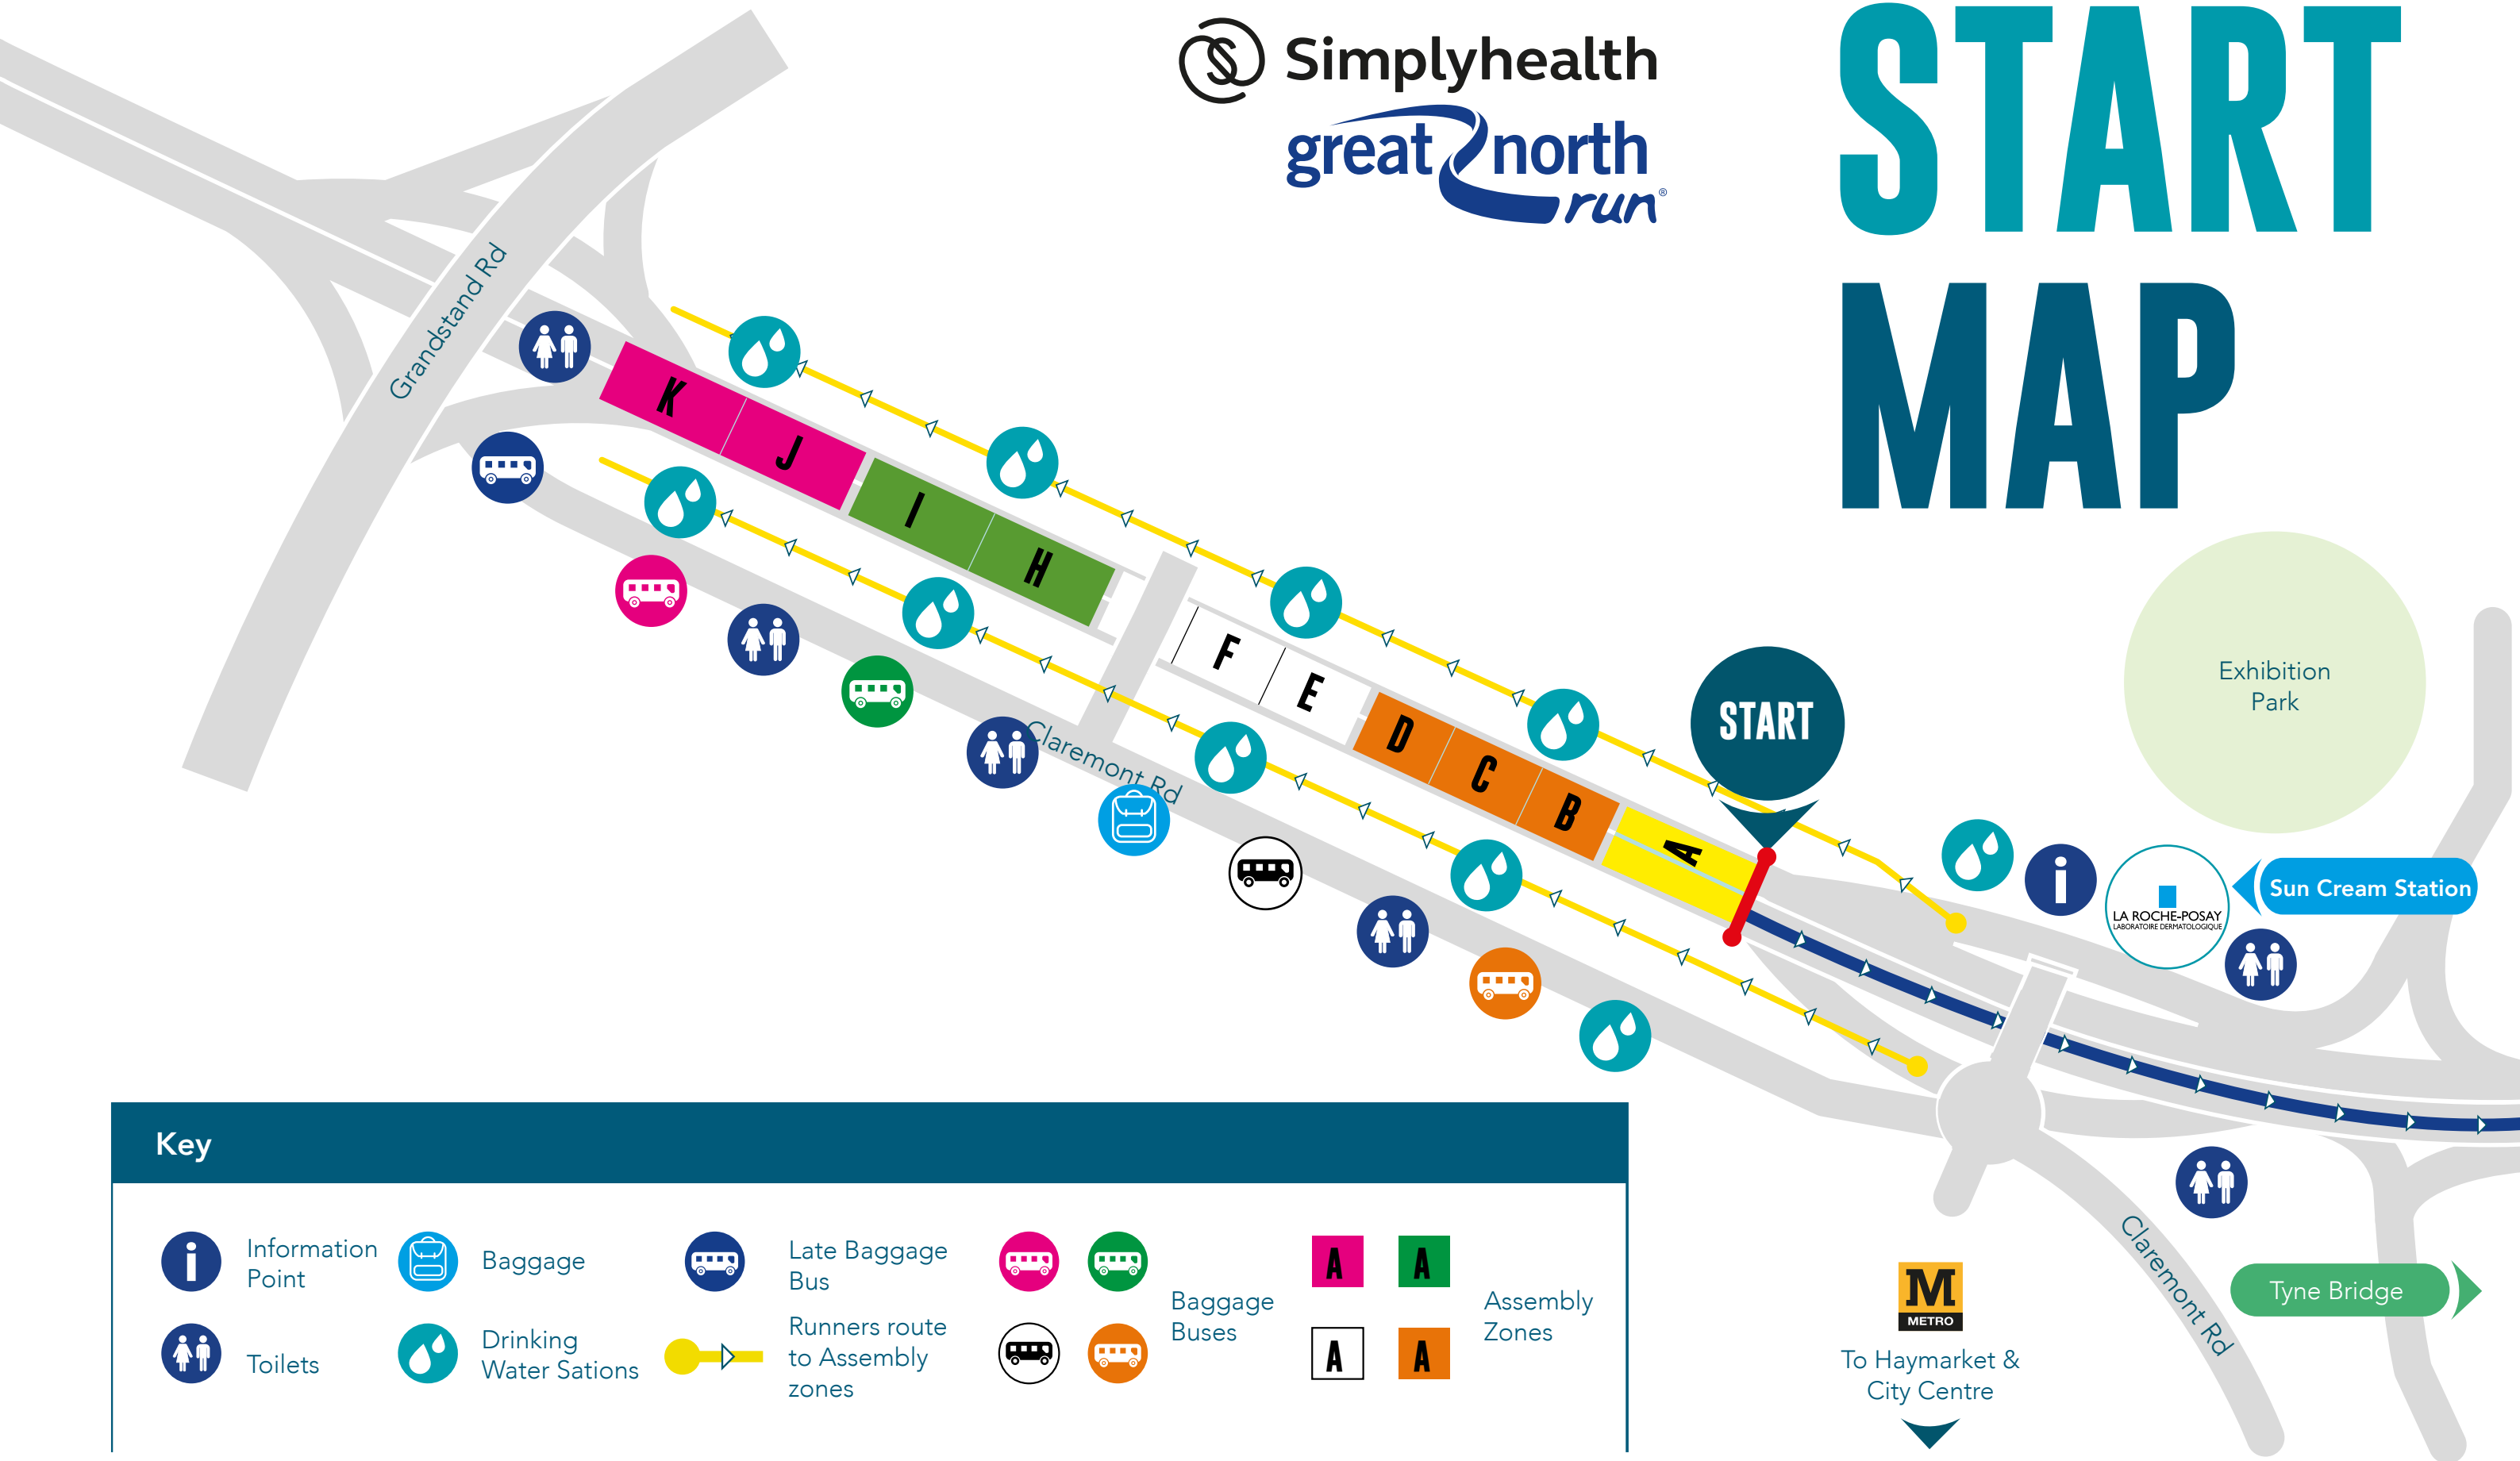 Simplyhealth
great north
run®
START
MAP
Grandstand Rd
K
J
I
H
F
E
D
C
B
A
START
Claremont Rd
Exhibition
Park
i
LA ROCHE-POSAY
LABORATOIRE DERMATOLOGIQUE
Sun Cream Station
Claremont Rd
Tyne Bridge
M
METRO
To Haymarket &
City Centre
Key
i
Information
Point
Baggage
Late Baggage
Bus
Baggage
Buses
A
A
A
A
Assembly
Zones
Toilets
Drinking
Water Sations
Runners route
to Assembly
zones